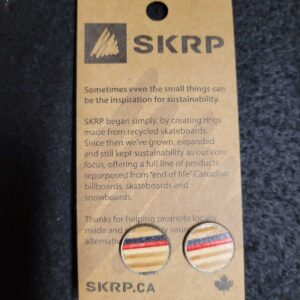 SKRP
Sometimes even the small things can
be the inspiration for sustainability.
SKRP began simply, by creating rings
made from recycled skateboards.
Since then we've grown, expanded
and still kept sustainability as our core
focus, offering a full line of products
repurposed from "end of life" Canadian
billboards, skateboards and
snowboards.
Thanks for helping promote locally
made and
alternati
SKRP.CA